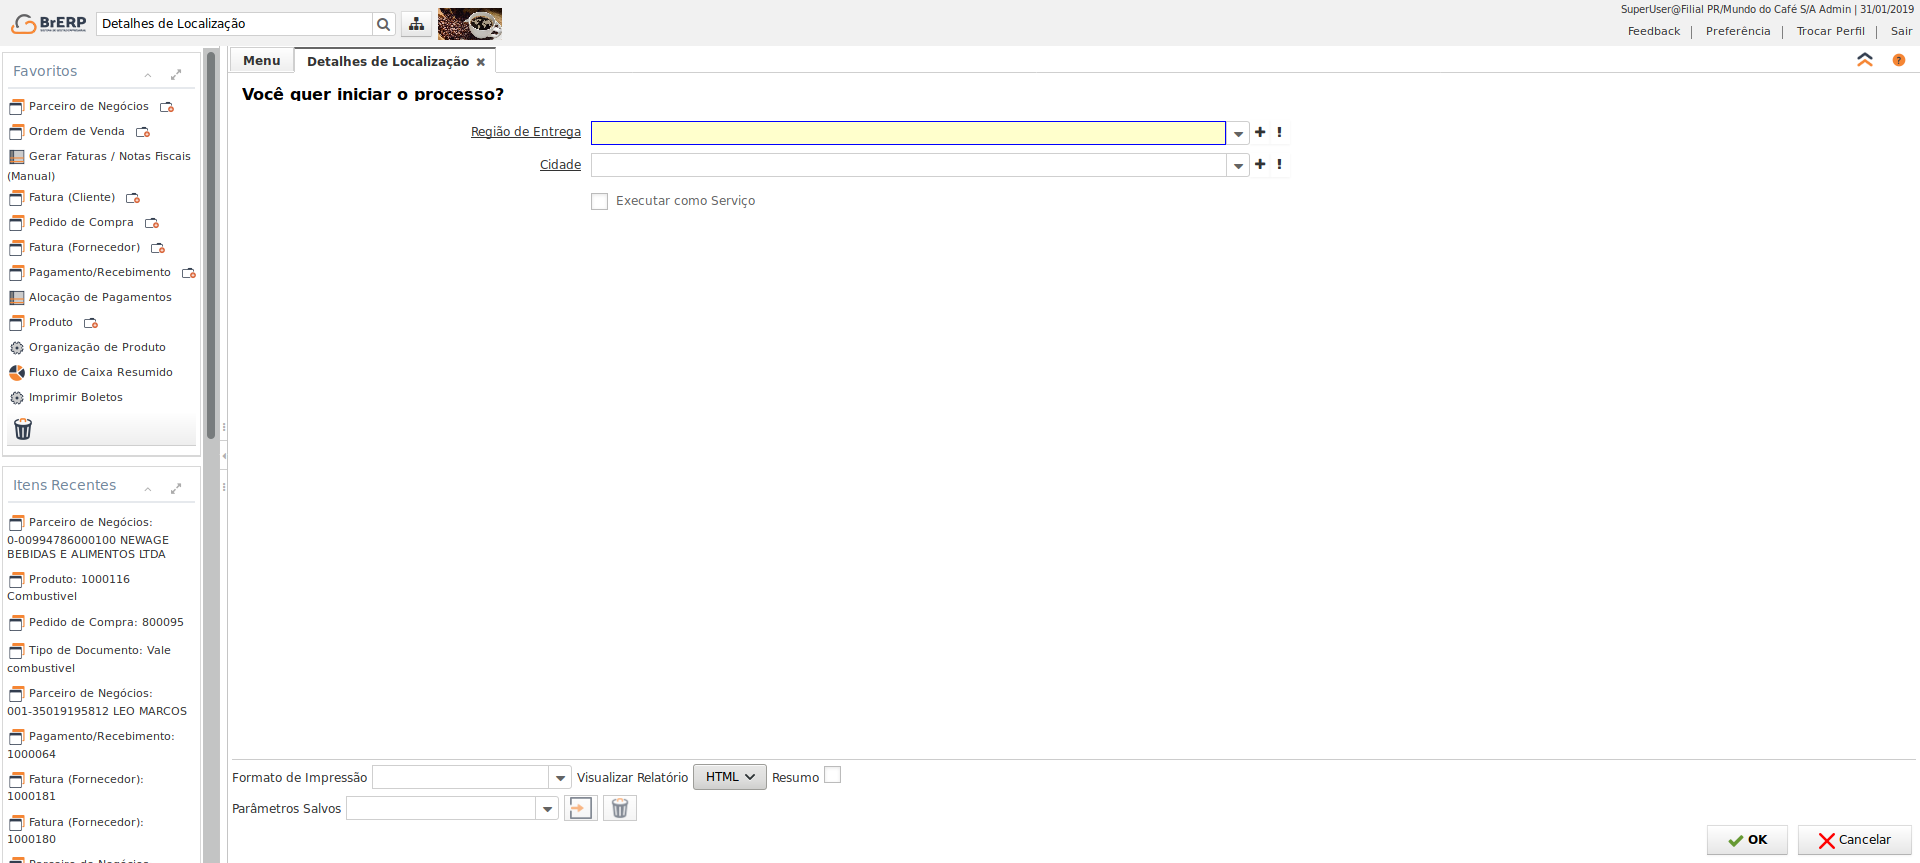 BrERP
Detalhes de Localização
SuperUser@Filial PR/Mundo do Café S/A Admin | 31/01/2019
Feedback | Preferência | Trocar Perfil | Sair
Favoritos
Parceiro de Negócios
Ordem de Venda
Gerar Faturas / Notas Fiscais
(Manual)
Fatura (Cliente)
Pedido de Compra
Fatura (Fornecedor)
Pagamento/Recebimento
Alocação de Pagamentos
Produto
Organização de Produto
Fluxo de Caixa Resumido
Imprimir Boletos
Itens Recentes
Parceiro de Negócios:
0-00994786000100 NEWAGE
BEBIDAS E ALIMENTOS LTDA
Produto: 1000116
Combustivel
Pedido de Compra: 800095
Tipo de Documento: Vale
combustivel
Parceiro de Negócios:
001-35019195812 LEO MARCOS
Pagamento/Recebimento:
1000064
Fatura (Fornecedor):
1000181
Fatura (Fornecedor):
1000180
Parceiro de Negócios
Menu
Detalhes de Localização
Você quer iniciar o processo?
Região de Entrega
Cidade
Executar como Serviço
Formato de Impressão
Visualizar Relatório
HTML
Resumo
Parâmetros Salvos
OK
Cancelar